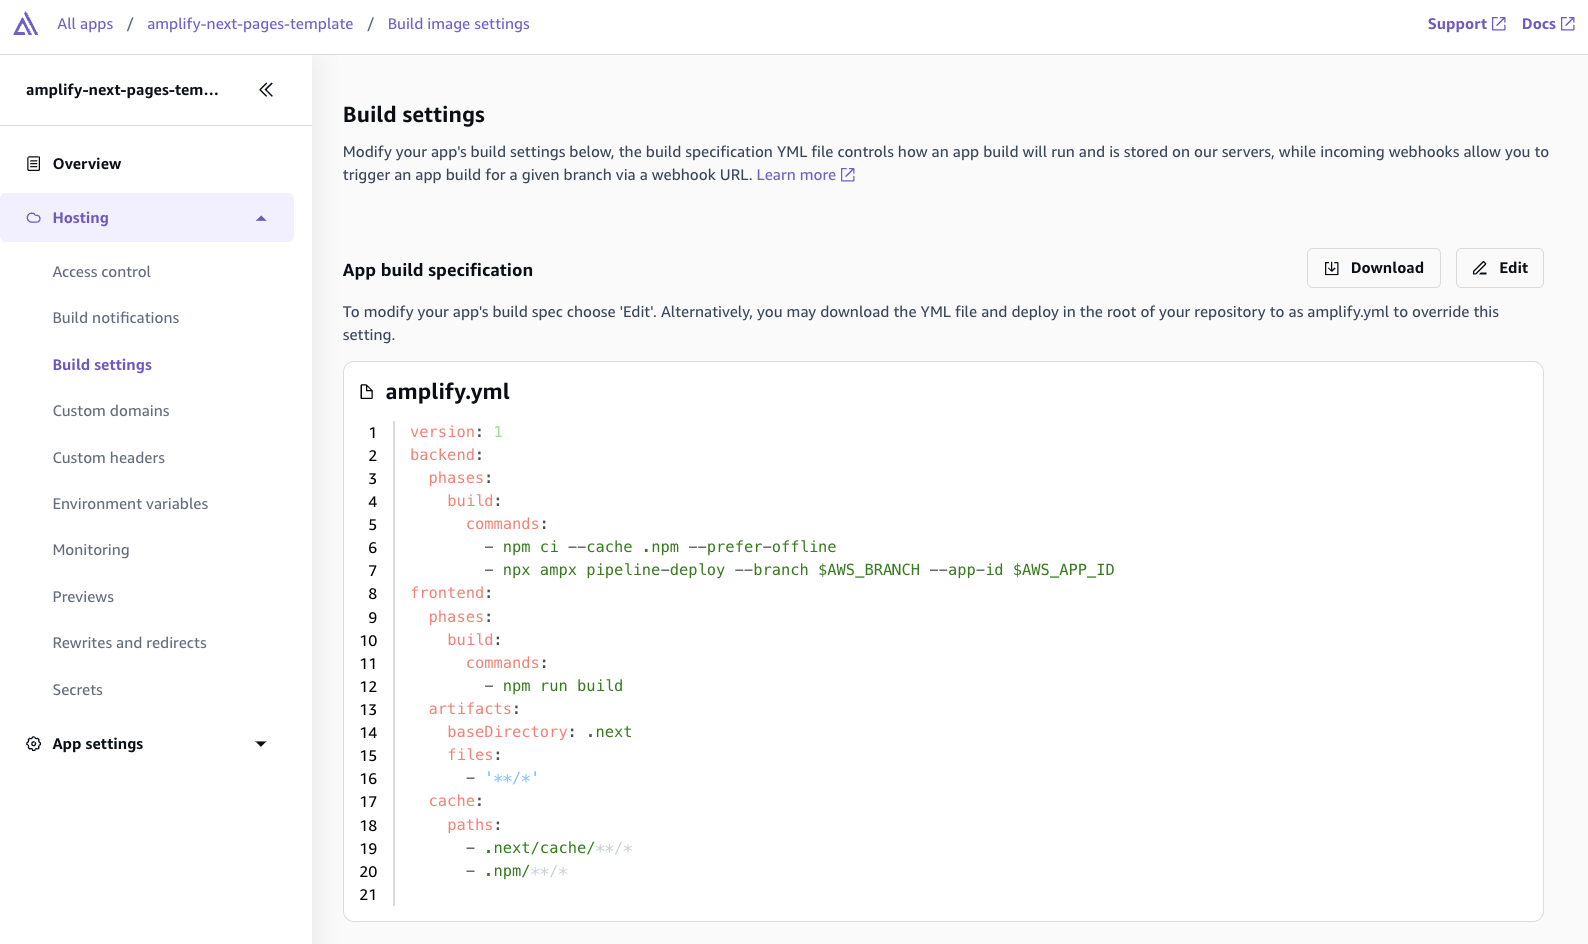 All apps / amplify-next-pages-template / Build image settings
Support Docs
amplify-next-pages-tem...
Overview
Hosting
Access control
Build notifications
Build settings
Custom domains
Custom headers
Environment variables
Monitoring
Previews
Rewrites and redirects
Secrets
App settings
Build settings
Modify your app's build settings below, the build specification YML file controls how an app build will run and is stored on our servers, while incoming webhooks allow you to
trigger an app build for a given branch via a webhook URL. Learn more
App build specification
Download
Edit
To modify your app's build spec choose 'Edit'. Alternatively, you may download the YML file and deploy in the root of your repository to as amplify.yml to override this
setting.
amplify.yml
1 version: 1
2 backend:
3   phases:
4     build:
5       commands:
6         - npm ci --cache .npm --prefer-offline
7         - npx ampx pipeline-deploy --branch $AWS_BRANCH --app-id $AWS_APP_ID
8 frontend:
9   phases:
10     build:
11       commands:
12         - npm run build
13   artifacts:
14     baseDirectory: .next
15     files:
16       - '**/*'
17   cache:
18     paths:
19       - .next/cache/**/*
20       - .npm/**/*
21